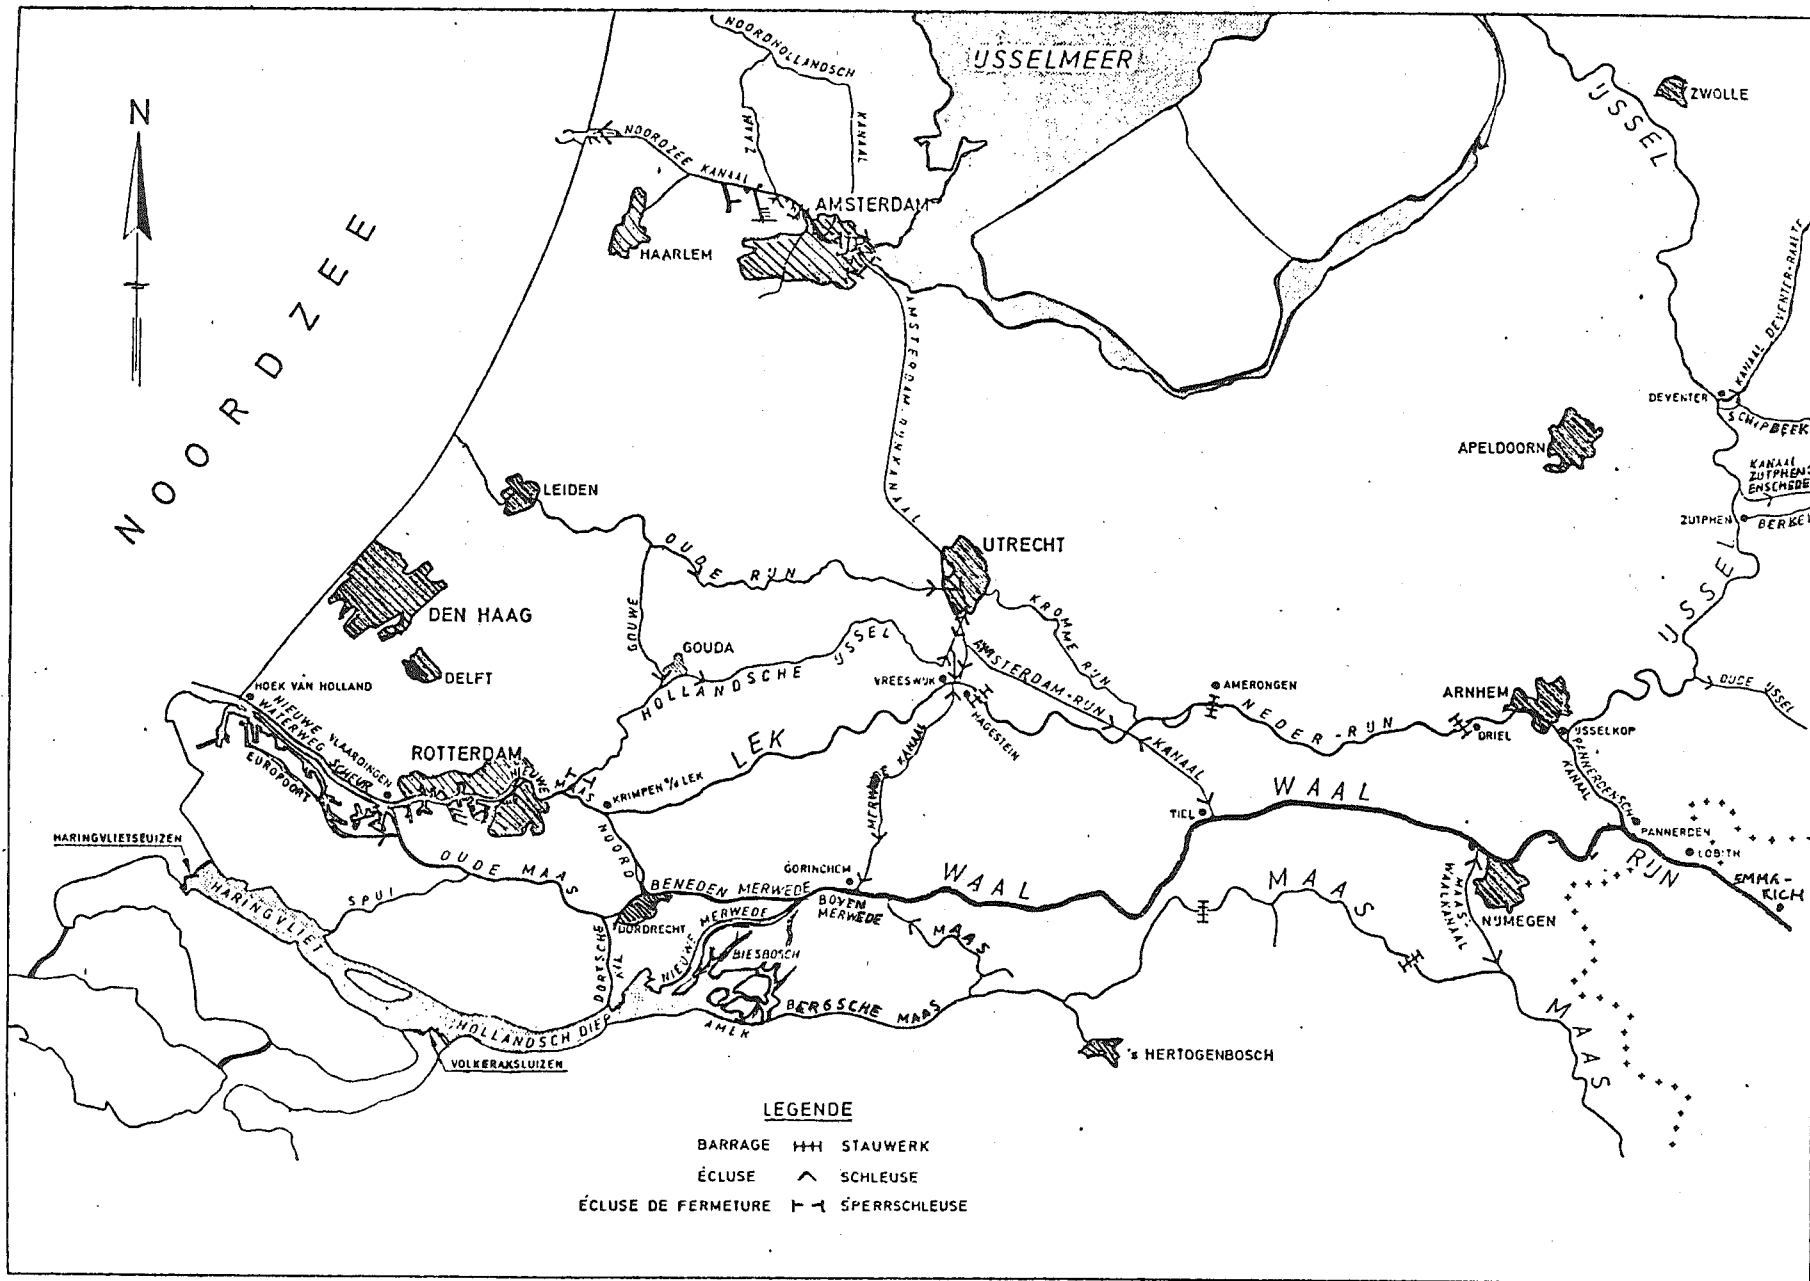 NOORDHOLLANDSCH
KANAAL
IJSSELMEER
IJSSEL
ZWOLLE
N
NOORDZEE KANAAL
ZAAN
AMSTERDAM
HAARLEM
NOORDZEE
AMSTERDAM-RIJNKANAAL
KANAAL DEVENTER-RAALTE
DEVENTER
SCHIPBEEK
APELDOORN
KANAAL
ZUTPHEN-
ENSCHEDE
ZUTPHEN
BERKEL
LEIDEN
OUDE RIJN
UTRECHT
DEN HAAG
GOUWE
KROMME RIJN
IJSSEL
GOUDA
DELFT
HOLLANDSCHE IJSSEL
VREESWIJK
AMSTERDAM-RIJN
KANAAL
AMERONGEN
ARNHEM
OUDE IJSSEL
HOEK VAN HOLLAND
NIEUWE
WATERWEG
VLAARDINGEN
SCHEUR
EUROPOORT
ROTTERDAM
NIEUWE
MAAS
LEK
HAGESTEIN
NEDER-RIJN
DRIEL
IJSSELKOP
PANNERDENSCH
KANAAL
KRIMPEN a/d LEK
MERWEDE KANAAL
WAAL
TIEL
PANNERDEN
LOBITH
RIJN
EMME-
RICH
HARINGVLIETSLUIZEN
OUDE MAAS
NOORD
GORINCHEM
HARINGVLIET
SPUI
BENEDEN MERWEDE
BOVEN
MERWEDE
WAAL
MAAS
MAAS-
WAALKANAAL
NIJMEGEN
DORDRECHT
NIEUWE MERWEDE
MAAS
DORTSCHE
KIL
BIESBOSCH
HOLLANDSCH DIEP
AMER
BERGSCHE MAAS
MAAS
VOLKERAKSLUIZEN
's HERTOGENBOSCH
LEGENDE
BARRAGE STAUWERK
ÉCLUSE SCHLEUSE
ÉCLUSE DE FERMETURE SPERRSCHLEUSE